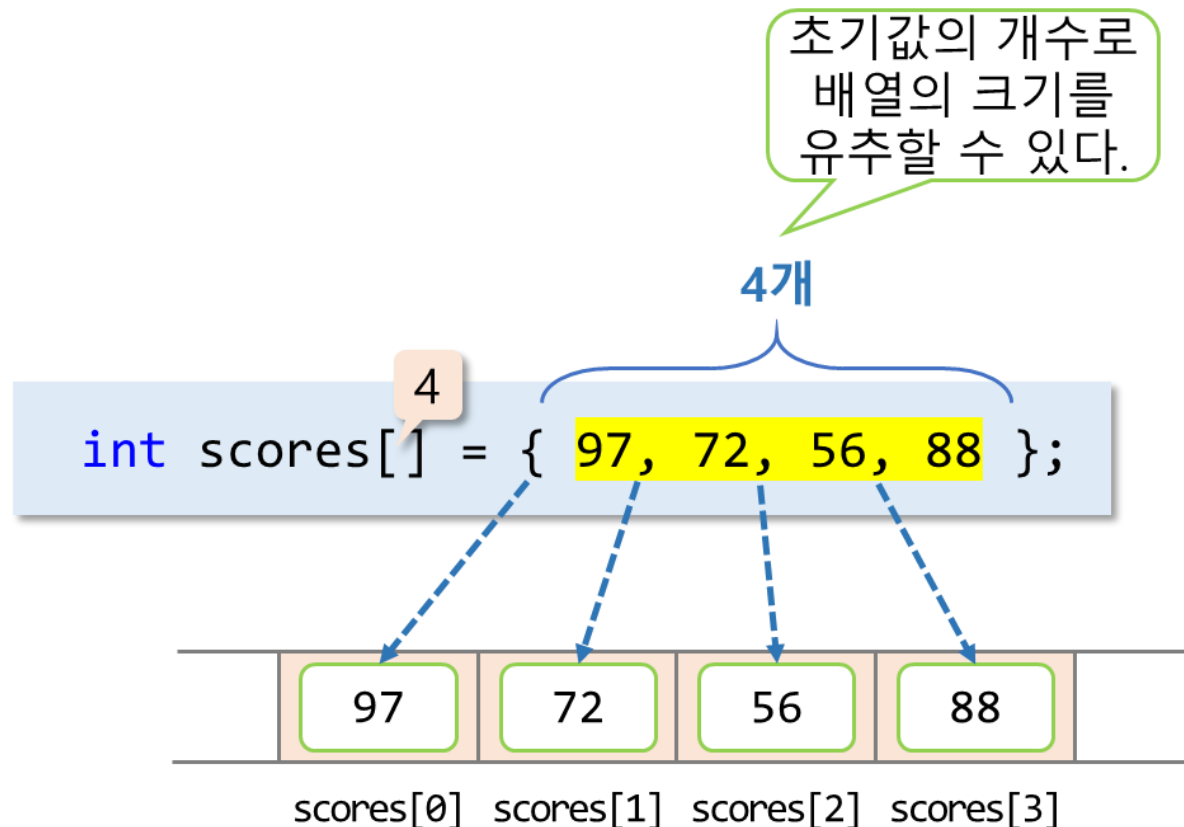 초기값의 개수로
배열의 크기를
유추할 수 있다.
4개
4
int scores[] = { 97, 72, 56, 88 };
97 72 56 88
scores[0] scores[1] scores[2] scores[3]